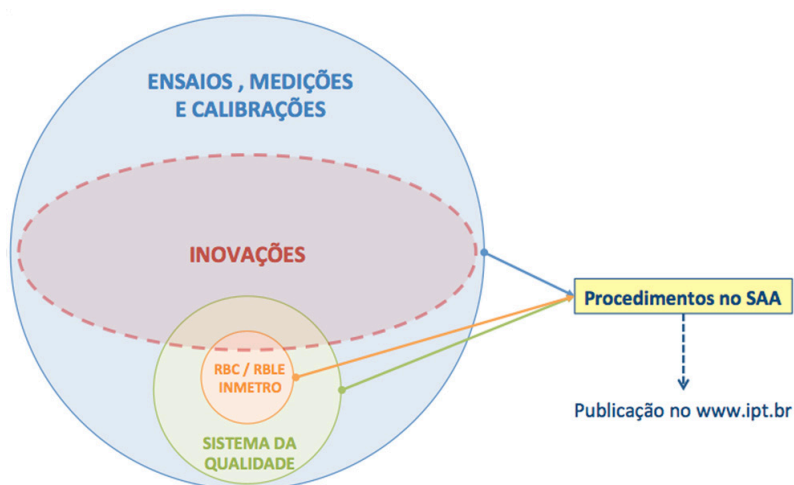 ENSAIOS , MEDIÇÕES
E CALIBRAÇÕES
INOVAÇÕES
Procedimentos no SAA
RBC / RBLE
INMETRO
Publicação no www.ipt.br
SISTEMA DA
QUALIDADE